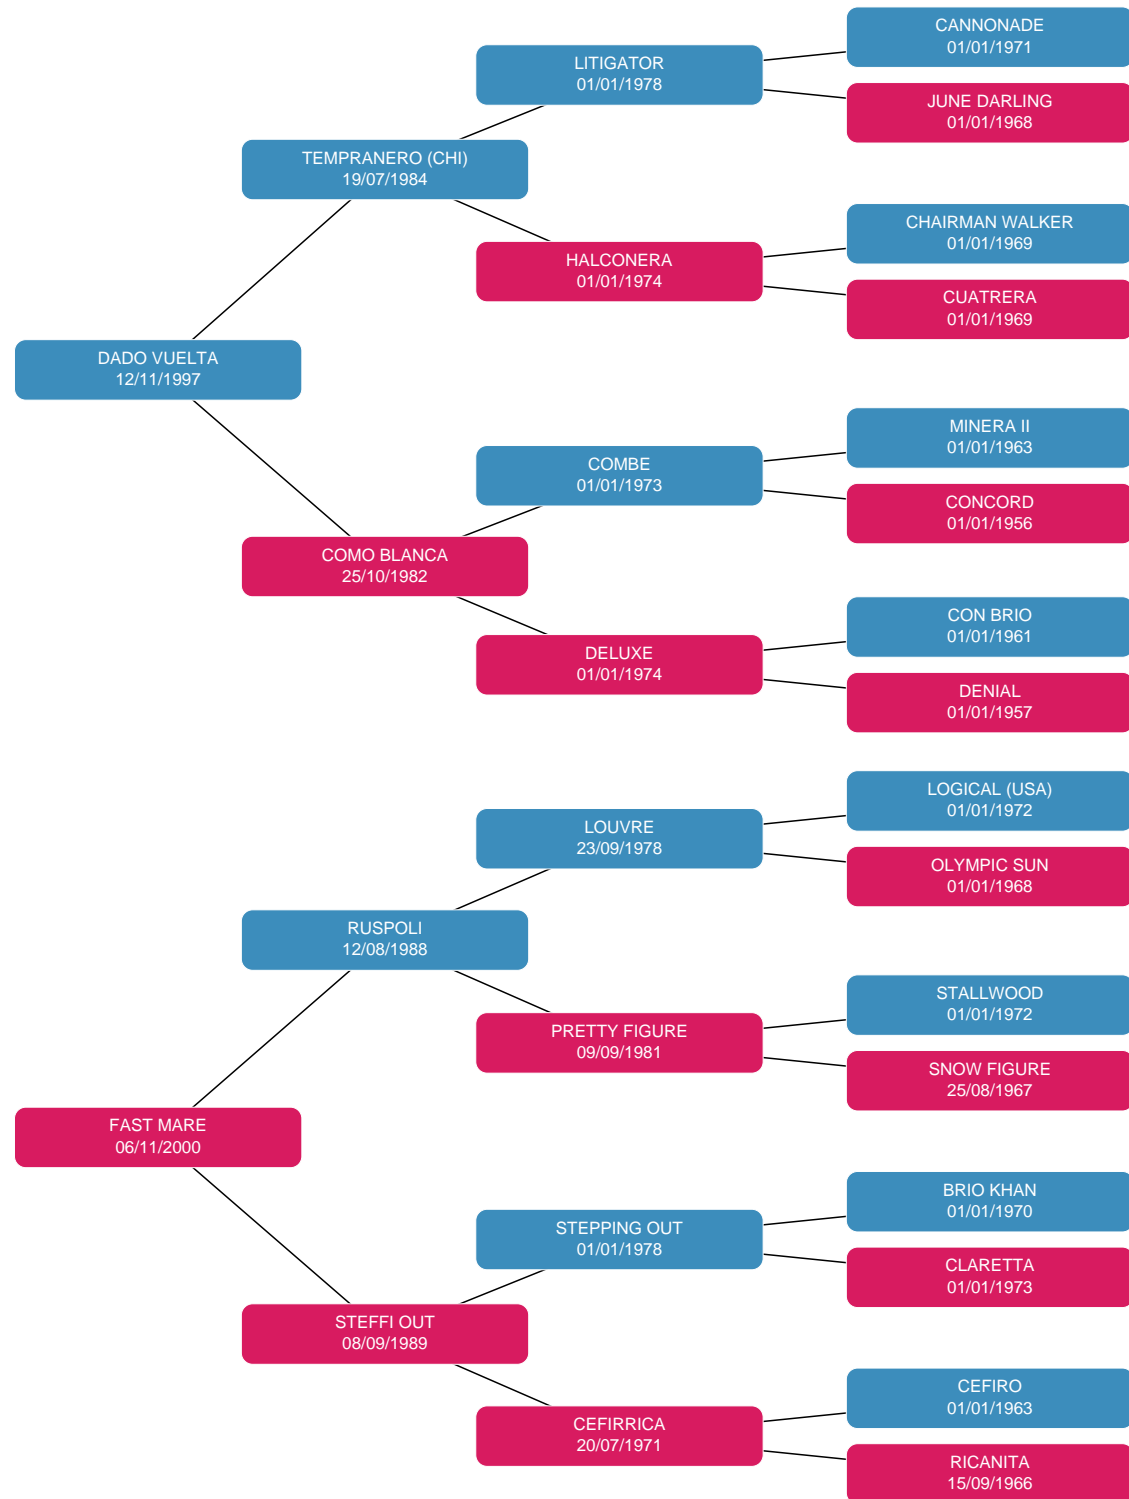 CANNONADE
01/01/1971
LITIGATOR
01/01/1978
JUNE DARLING
01/01/1968
TEMPRANERO (CHI)
19/07/1984
CHAIRMAN WALKER
01/01/1969
HALCONERA
01/01/1974
CUATRERA
01/01/1969
DADO VUELTA
12/11/1997
MINERA II
01/01/1963
COMBE
01/01/1973
CONCORD
01/01/1956
COMO BLANCA
25/10/1982
CON BRIO
01/01/1961
DELUXE
01/01/1974
DENIAL
01/01/1957
LOGICAL (USA)
01/01/1972
LOUVRE
23/09/1978
OLYMPIC SUN
01/01/1968
RUSPOLI
12/08/1988
STALLWOOD
01/01/1972
PRETTY FIGURE
09/09/1981
SNOW FIGURE
25/08/1967
FAST MARE
06/11/2000
BRIO KHAN
01/01/1970
STEPPING OUT
01/01/1978
CLARETTA
01/01/1973
STEFFI OUT
08/09/1989
CEFIRO
01/01/1963
CEFIRRICA
20/07/1971
RICANITA
15/09/1966